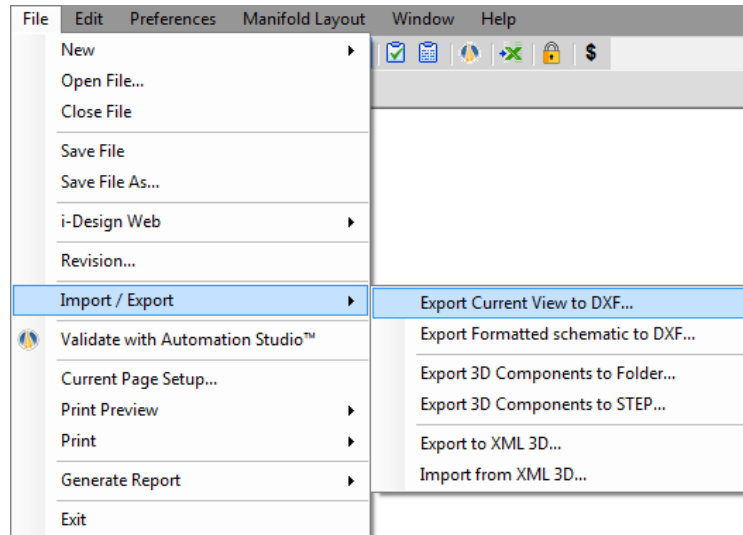 File Edit Preferences Manifold Layout Window Help
$
New
Open File...
Close File
Save File
Save File As...
i-Design Web
Revision...
Import / Export
Export Current View to DXF...
Export Formatted schematic to DXF...
Export 3D Components to Folder...
Export 3D Components to STEP...
Export to XML 3D...
Import from XML 3D...
Validate with Automation Studio™
Current Page Setup...
Print Preview
Print
Generate Report
Exit